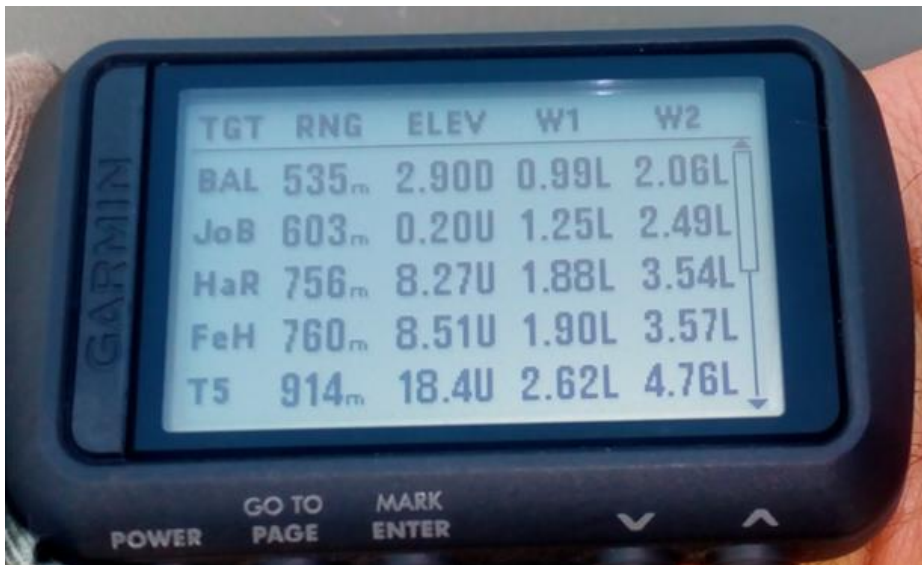 GARMIN
TGT RNG ELEV W1 W2
BAL 535m 2.90D 0.99L 2.06L
JoB 603m 0.20U 1.25L 2.49L
HaR 756m 8.27U 1.88L 3.54L
FeH 760m 8.51U 1.90L 3.57L
T5 914m 18.4U 2.62L 4.76L
POWER GO TO PAGE MARK ENTER